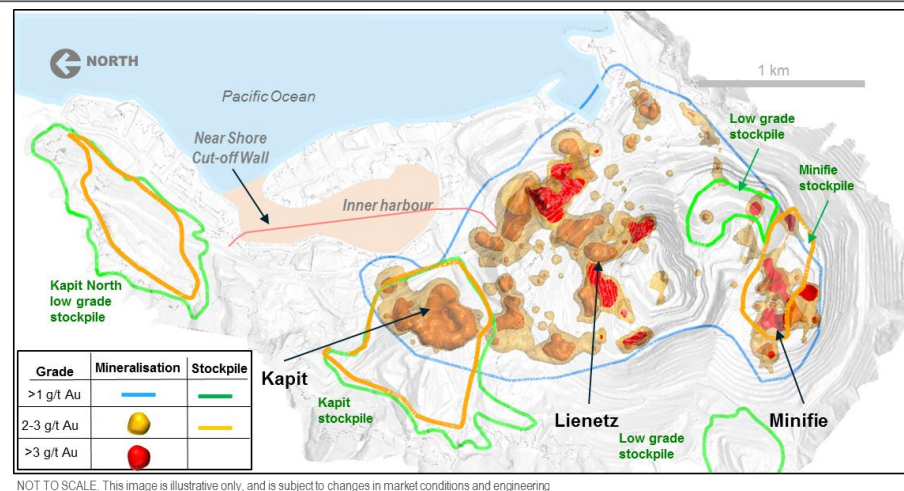 NORTH
Pacific Ocean
1 km
Near Shore
Cut-off Wall
Inner harbour
Low grade
stockpile
Minifie
stockpile
Kapit North
low grade
stockpile
Kapit
Kapit
stockpile
Lienetz
Minifie
Low grade
stockpile
Grade Mineralisation Stockpile
>1 g/t Au
2-3 g/t Au
>3 g/t Au
NOT TO SCALE. This image is illustrative only, and is subject to changes in market conditions and engineering